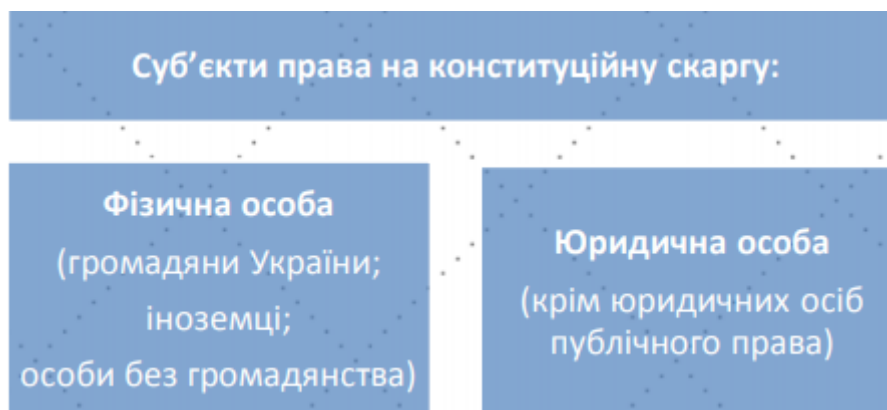 Суб’єкти права на конституційну скаргу:
Фізична особа
(громадяни України;
іноземці;
особи без громадянства)
Юридична особа
(крім юридичних осіб
публічного права)